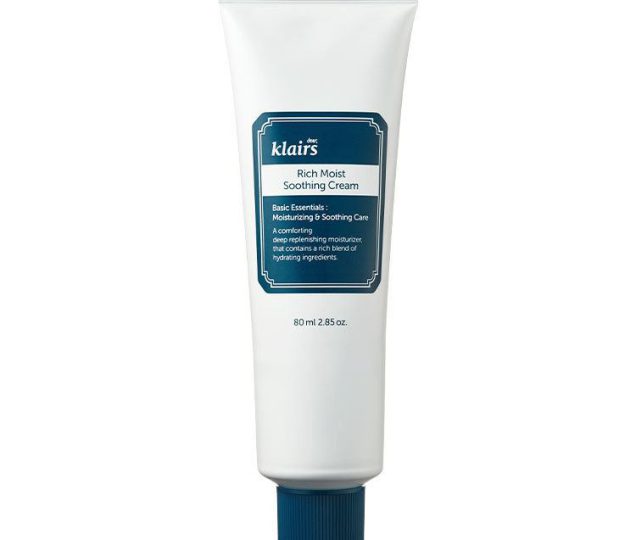 dear,
klairs
Rich Moist
Soothing Cream
Basic Essentials :
Moisturizing & Soothing Care
A comforting
deep replenishing moisturizer,
that contains a rich blend of
hydrating ingredients.
80 ml 2.85 oz.